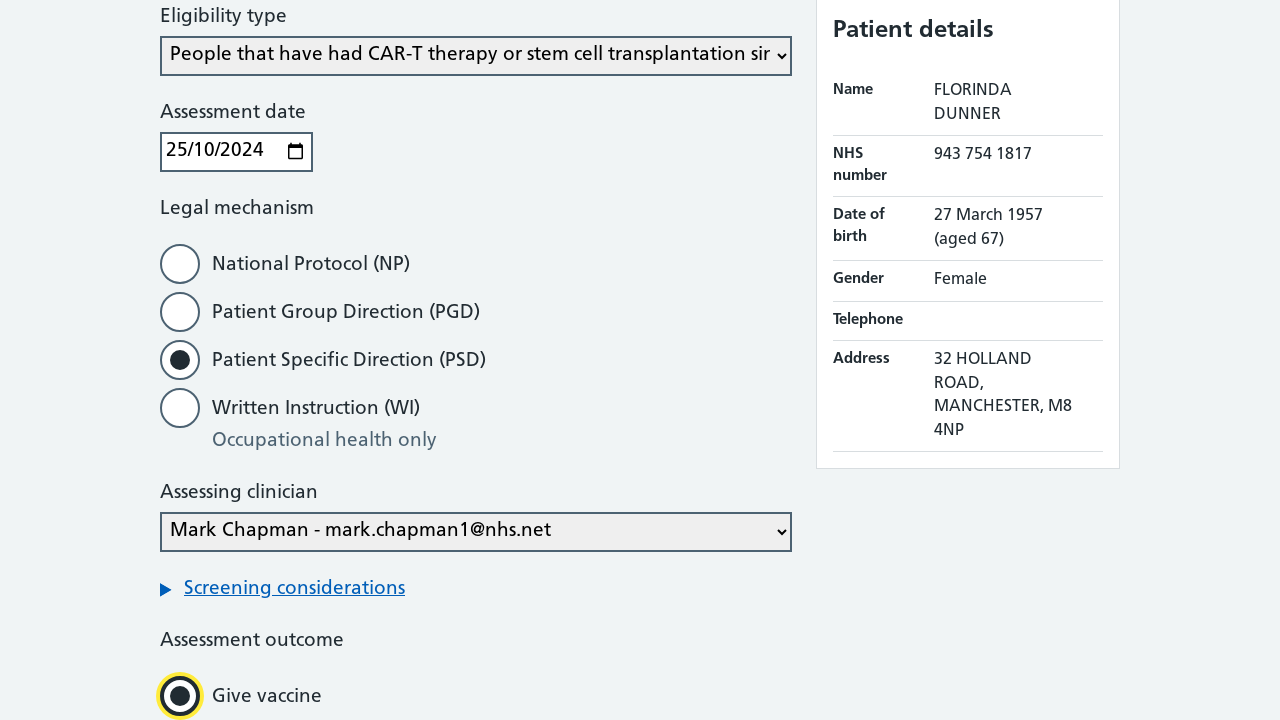 Eligibility type
People that have had CAR-T therapy or stem cell transplantation sir
Assessment date
25/10/2024
Legal mechanism
National Protocol (NP)
Patient Group Direction (PGD)
Patient Specific Direction (PSD)
Written Instruction (WI)
Occupational health only
Assessing clinician
Mark Chapman - mark.chapman1@nhs.net
Screening considerations
Assessment outcome
Give vaccine
Patient details
Name
FLORINDA
DUNNER
NHS
number
943 754 1817
Date of
birth
27 March 1957
(aged 67)
Gender
Female
Telephone
Address
32 HOLLAND
ROAD,
MANCHESTER, M8
4NP